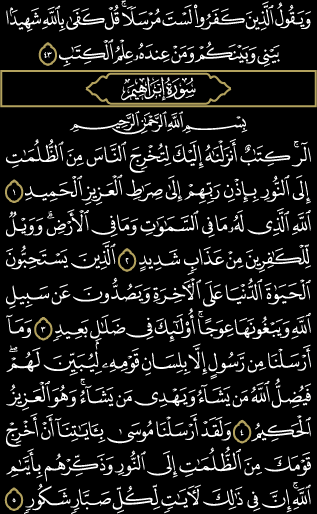 وَيَقُولُ ٱلَّذِينَ كَفَرُوا۟ لَسْتَ مُرْسَلًا ۚ قُلْ كَفَىٰ بِٱللَّهِ شَهِيدًۢا
بَيْنِى وَبَيْنَكُمْ وَمَنْ عِندَهُۥ عِلْمُ ٱلْكِتَـٰبِ ٤٣
سُورَةُ إِبْرَاهِيمَ
بِسْمِ ٱللَّهِ ٱلرَّحْمَـٰنِ ٱلرَّحِيمِ
الٓر ۚ كِتَـٰبٌ أَنزَلْنَـٰهُ إِلَيْكَ لِتُخْرِجَ ٱلنَّاسَ مِنَ ٱلظُّلُمَـٰتِ
إِلَى ٱلنُّورِ بِإِذْنِ رَبِّهِمْ إِلَىٰ صِرَٰطِ ٱلْعَزِيزِ ٱلْحَمِيدِ ١
ٱللَّهِ ٱلَّذِى لَهُۥ مَا فِى ٱلسَّمَـٰوَٰتِ وَمَا فِى ٱلْأَرْضِ ۗ وَوَيْلٌ
لِّلْكَـٰفِرِينَ مِنْ عَذَابٍ شَدِيدٍ ٢ ٱلَّذِينَ يَسْتَحِبُّونَ
ٱلْحَيَوٰةَ ٱلدُّنْيَا عَلَى ٱلْـَٔاخِرَةِ وَيَصُدُّونَ عَن سَبِيلِ
ٱللَّهِ وَيَبْغُونَهَا عِوَجًا ۚ أُو۟لَـٰٓئِكَ فِى ضَلَـٰلٍۭ بَعِيدٍ ٣ وَمَآ
أَرْسَلْنَا مِن رَّسُولٍ إِلَّا بِلِسَانِ قَوْمِهِۦ لِيُبَيِّنَ لَهُمْ ۖ
فَيُضِلُّ ٱللَّهُ مَن يَشَآءُ وَيَهْدِى مَن يَشَآءُ ۚ وَهُوَ ٱلْعَزِيزُ
ٱلْحَكِيمُ ٤ وَلَقَدْ أَرْسَلْنَا مُوسَىٰ بِـَٔايَـٰتِنَآ أَنْ أَخْرِجْ
قَوْمَكَ مِنَ ٱلظُّلُمَـٰتِ إِلَى ٱلنُّورِ وَذَكِّرْهُم بِأَيَّىٰمِ
ٱللَّهِ ۚ إِنَّ فِى ذَٰلِكَ لَـَٔايَـٰتٍ لِّكُلِّ صَبَّارٍ شَكُورٍ ٥